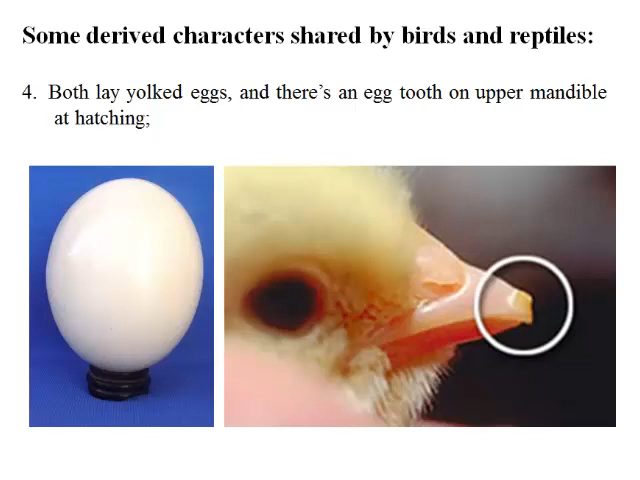 Some derived characters shared by birds and reptiles:
4. Both lay yolked eggs, and there's an egg tooth on upper mandible
at hatching;